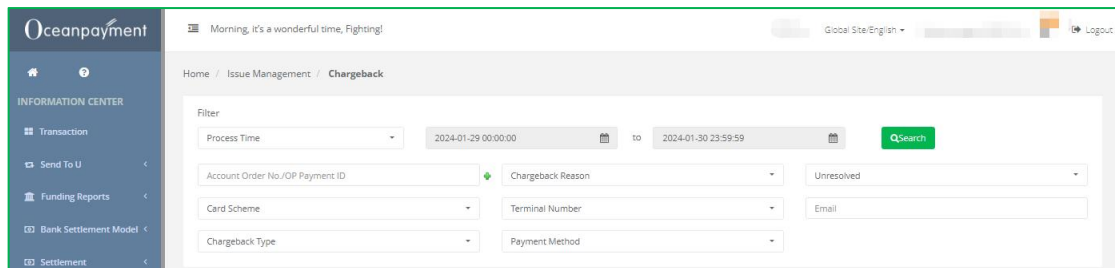 Oceanpayment
Morning, it's a wonderful time, Fighting!
Global Site/English
Logout
Home / Issue Management / Chargeback
INFORMATION CENTER
Transaction
Send To U
Funding Reports
Bank Settlement Model
Settlement
Filter
Process Time
2024-01-29 00:00:00
to
2024-01-30 23:59:59
Search
Account Order No./OP Payment ID
Chargeback Reason
Unresolved
Card Scheme
Terminal Number
Email
Chargeback Type
Payment Method